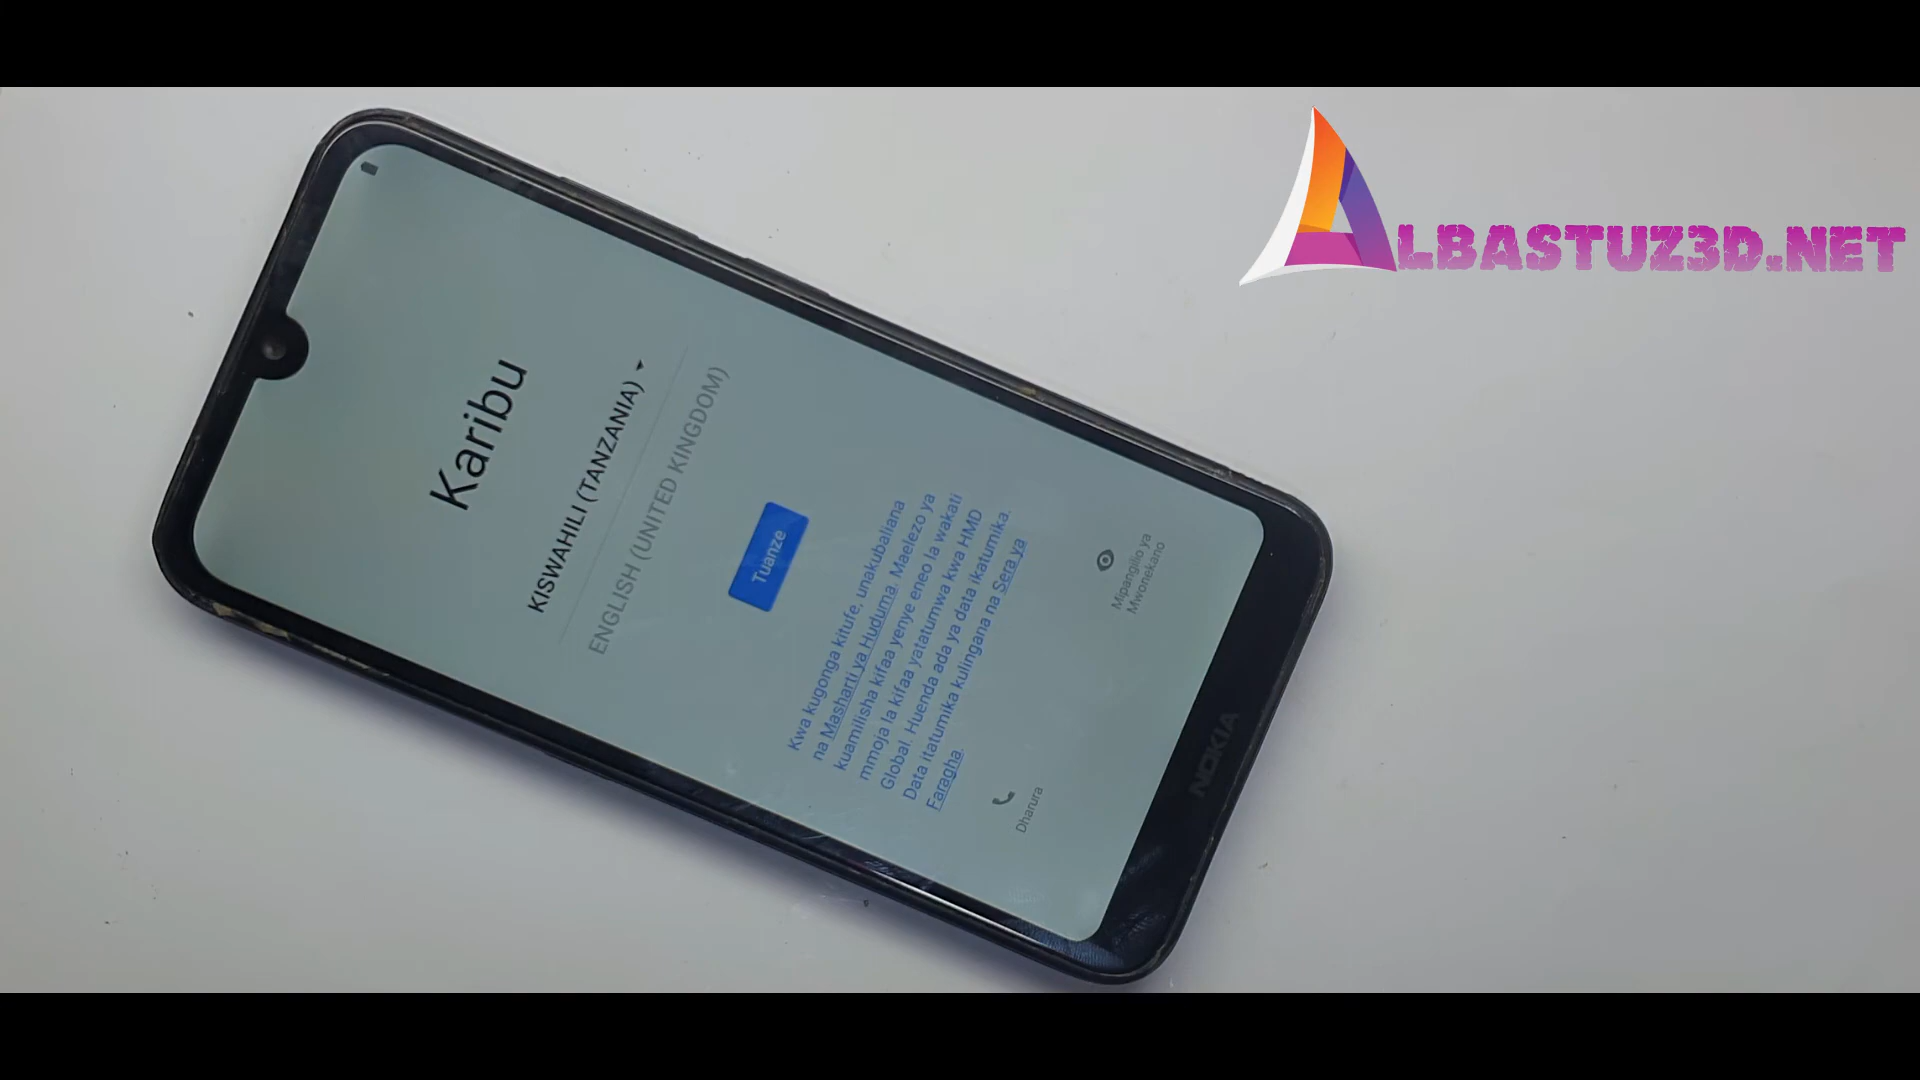 ALBASTUZ3D.NET
Karibu
KISWAHILI (TANZANIA)
ENGLISH (UNITED KINGDOM)
Tuanze
Kwa kugonga kitufe, unakubaliana
na Masharti ya Huduma. Maelezo ya
kuamilisha kifaa yenye eneo la wakati
mmoja la kifaa yatatumwa kwa HMD
Global. Huenda ada ya data ikatumika.
Data itatumika kulingana na Sera ya
Faragha.
Dharura
Mipangilio ya
Mwonekano
NOKIA